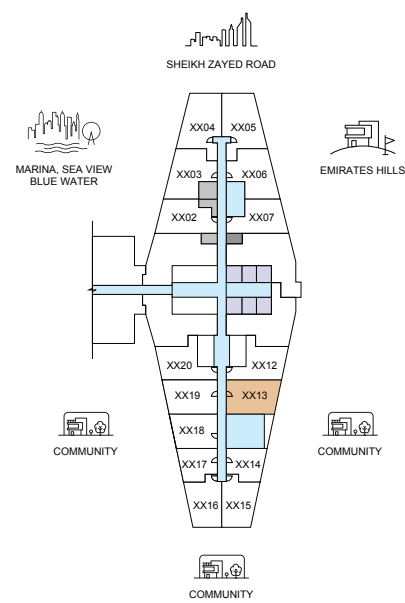 SHEIKH ZAYED ROAD
MARINA, SEA VIEW
BLUE WATER
EMIRATES HILLS
XX04 XX05
XX03 XX06
XX02 XX07
XX20 XX12
XX19 XX13
XX18
XX17 XX14
XX16 XX15
COMMUNITY
COMMUNITY
COMMUNITY